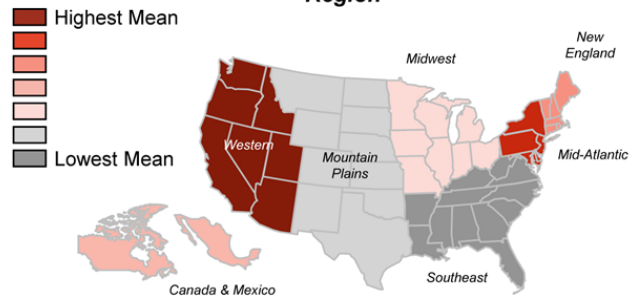 Region
Highest Mean
Lowest Mean
New
England
Midwest
Western
Mountain
Plains
Mid-Atlantic
Southeast
Canada & Mexico